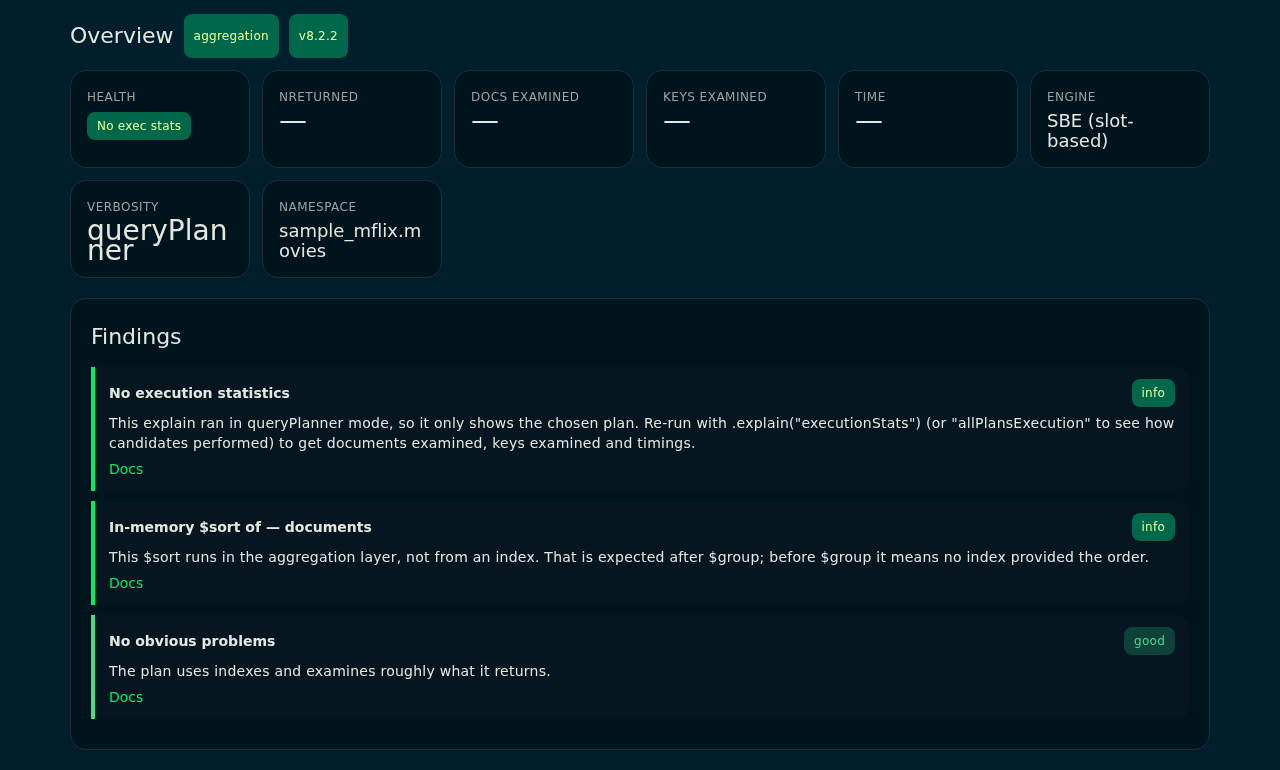 Overview aggregation v8.2.2
HEALTH NRETURNED DOCS EXAMINED KEYS EXAMINED TIME ENGINE
No exec stats — — — — SBE (slot-
based)
VERBOSITY NAMESPACE
queryPlan sample_mflix.m
ner ovies
Findings
No execution statistics info
This explain ran in queryPlanner mode, so it only shows the chosen plan. Re-run with .explain("executionStats") (or "allPlansExecution" to see how
candidates performed) to get documents examined, keys examined and timings.
Docs
In-memory $sort of — documents info
This $sort runs in the aggregation layer, not from an index. That is expected after $group; before $group it means no index provided the order.
Docs
No obvious problems good
The plan uses indexes and examines roughly what it returns.
Docs